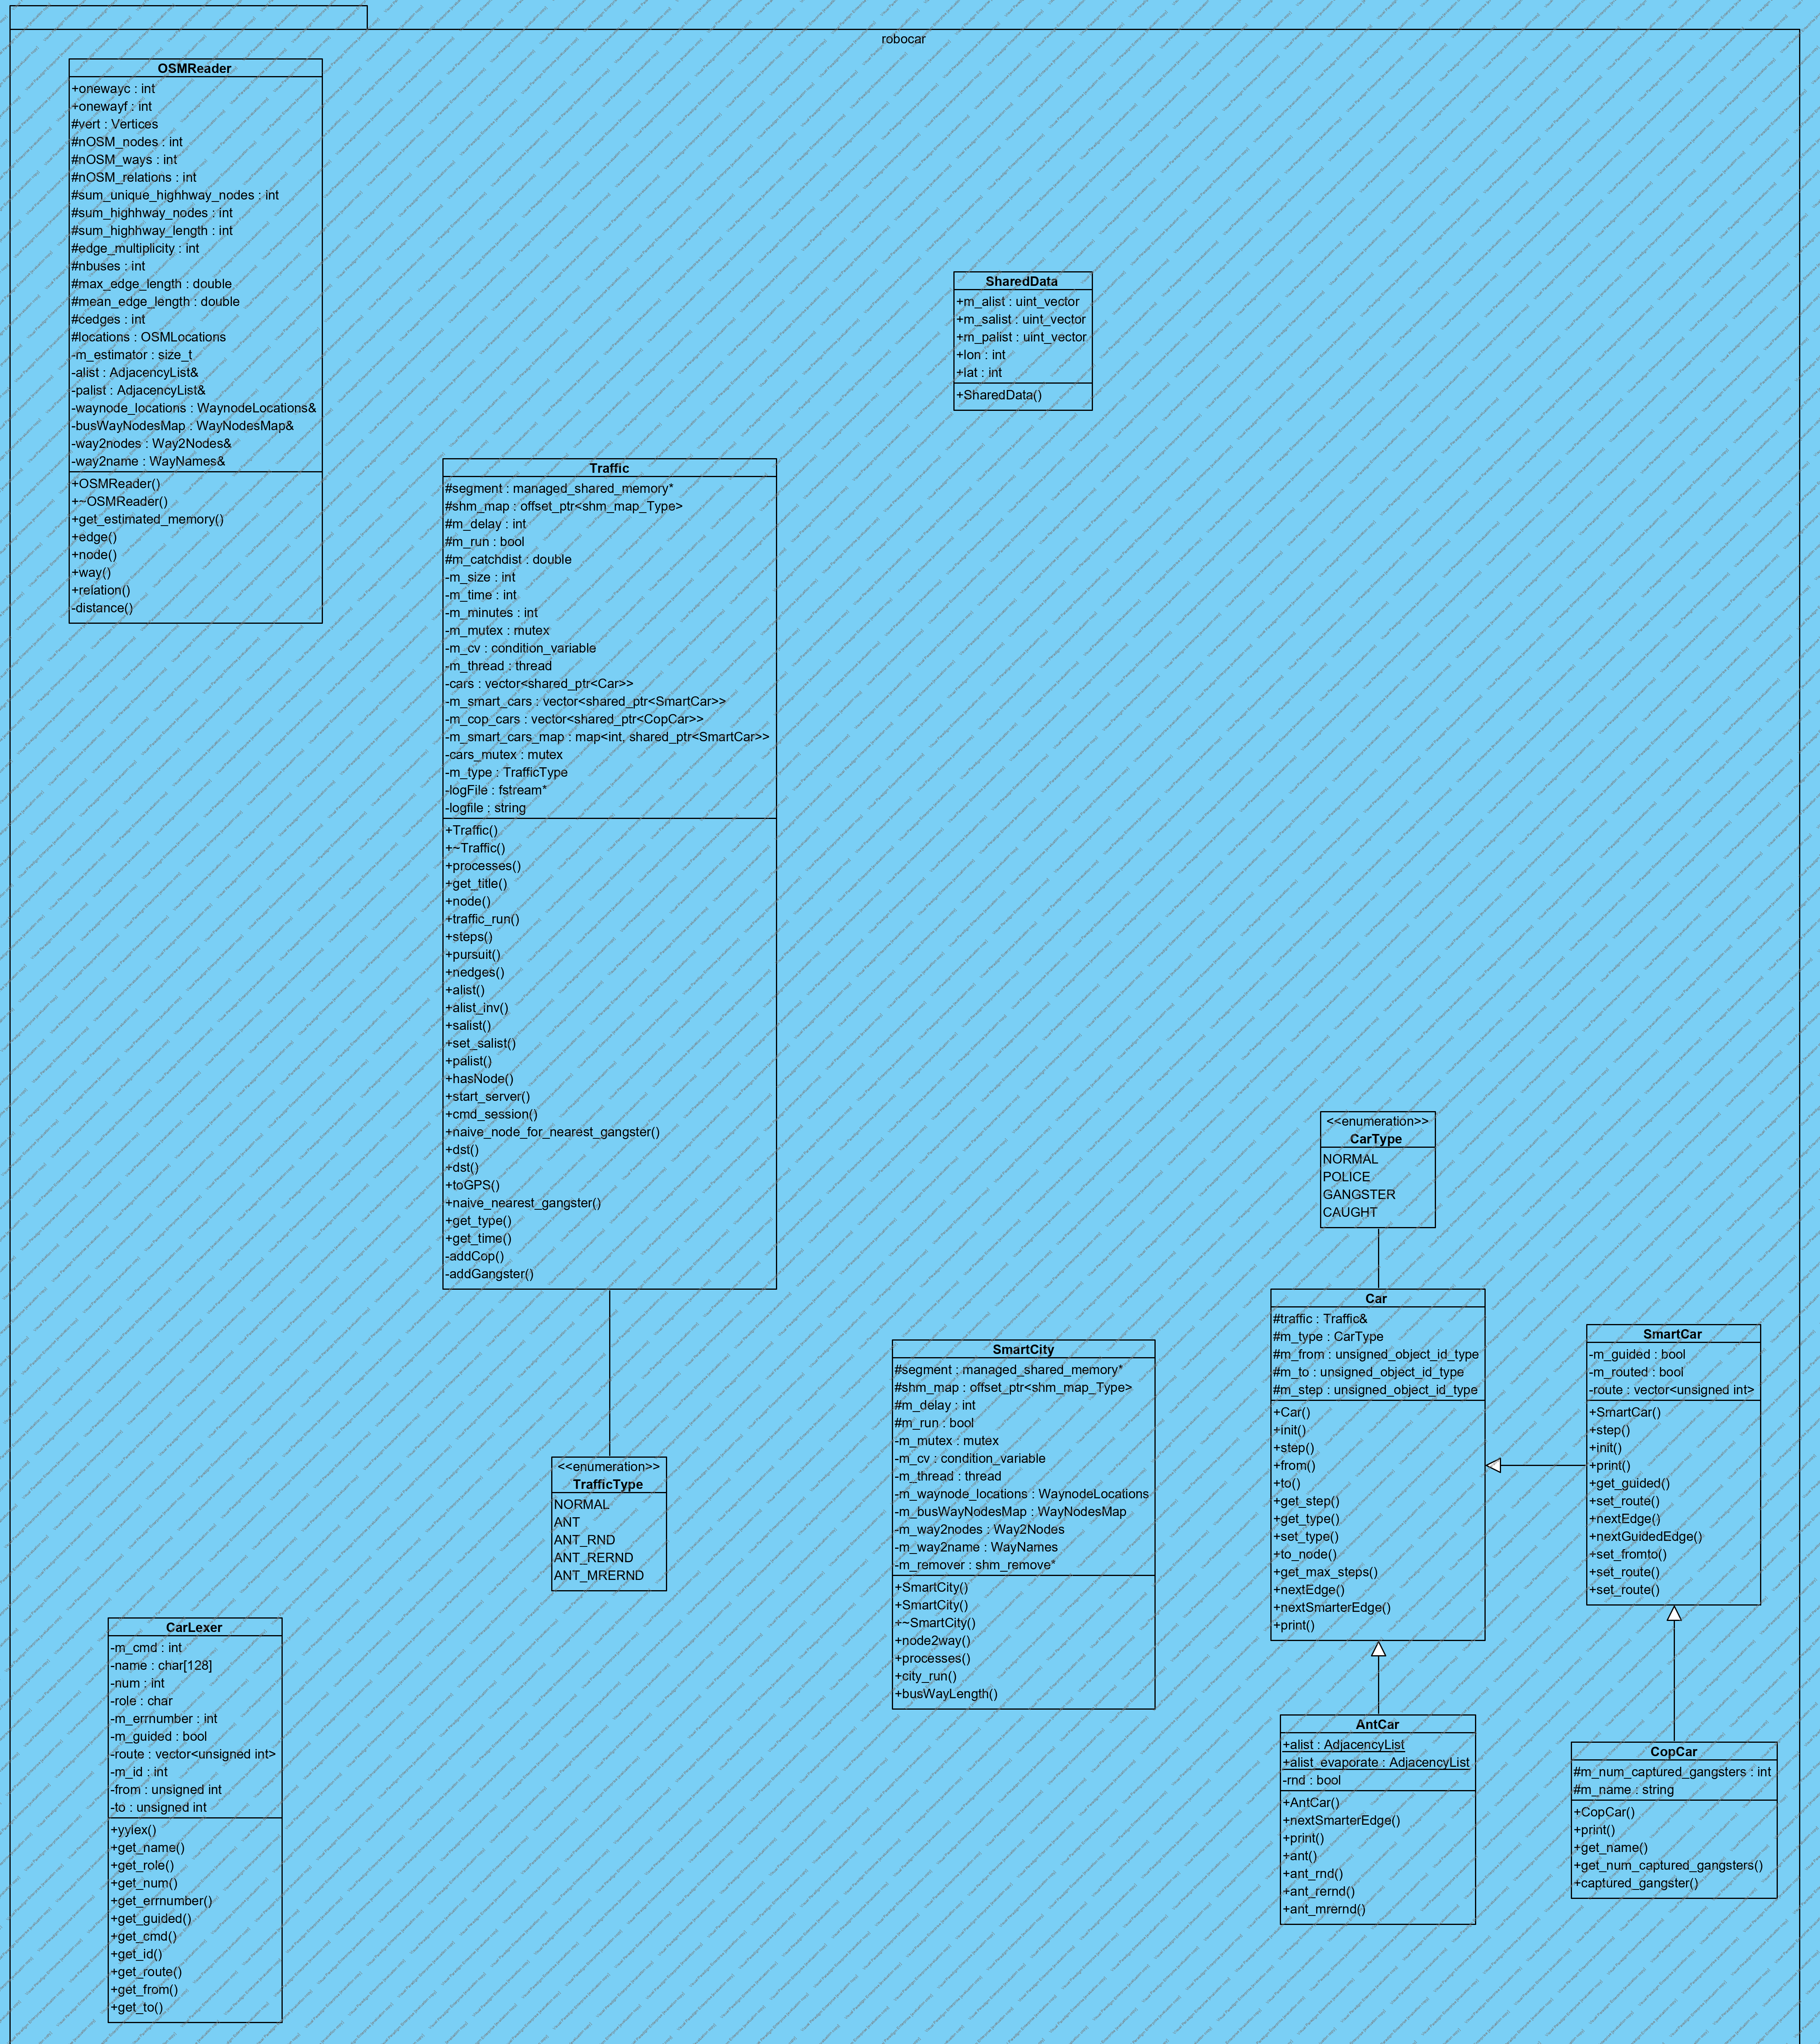 robocar
OSMReader
+onewayc : int
+onewayf : int
#vert : Vertices
#nOSM_nodes : int
#nOSM_ways : int
#nOSM_relations : int
#sum_unique_highhway_nodes : int
#sum_highhway_nodes : int
#sum_highhway_length : int
#edge_multiplicity : int
#nbuses : int
#max_edge_length : double
#mean_edge_length : double
#cedges : int
#locations : OSMLocations
-m_estimator : size_t
-alist : AdjacencyList&
-palist : AdjacencyList&
-waynode_locations : WaynodeLocations&
-busWayNodesMap : WayNodesMap&
-way2nodes : Way2Nodes&
-way2name : WayNames&
+OSMReader()
+~OSMReader()
+get_estimated_memory()
+edge()
+node()
+way()
+relation()
-distance()
SharedData
+m_alist : uint_vector
+m_salist : uint_vector
+m_palist : uint_vector
+lon : int
+lat : int
+SharedData()
Traffic
#segment : managed_shared_memory*
#shm_map : offset_ptr<shm_map_Type>
#m_delay : int
#m_run : bool
#m_catchdist : double
-m_size : int
-m_time : int
-m_minutes : int
-m_mutex : mutex
-m_cv : condition_variable
-m_thread : thread
-cars : vector<shared_ptr<Car>>
-m_smart_cars : vector<shared_ptr<SmartCar>>
-m_cop_cars : vector<shared_ptr<CopCar>>
-m_smart_cars_map : map<int, shared_ptr<SmartCar>>
-cars_mutex : mutex
-m_type : TrafficType
-logFile : fstream*
-logfile : string
+Traffic()
+~Traffic()
+processes()
+get_title()
+node()
+traffic_run()
+steps()
+pursuit()
+nedges()
+alist()
+alist_inv()
+salist()
+set_salist()
+palist()
+hasNode()
+start_server()
+cmd_session()
+naive_node_for_nearest_gangster()
+dst()
+dst()
+toGPS()
+naive_nearest_gangster()
+get_type()
+get_time()
-addCop()
-addGangster()
<<enumeration>>
CarType
NORMAL
POLICE
GANGSTER
CAUGHT
Car
#traffic : Traffic&
#m_type : CarType
#m_from : unsigned_object_id_type
#m_to : unsigned_object_id_type
#m_step : unsigned_object_id_type
+Car()
+init()
+step()
+from()
+to()
+get_step()
+get_type()
+set_type()
+to_node()
+get_max_steps()
+nextEdge()
+nextSmarterEdge()
+print()
SmartCar
-m_guided : bool
-m_routed : bool
-route : vector<unsigned int>
+SmartCar()
+step()
+init()
+print()
+get_guided()
+set_route()
+nextEdge()
+nextGuidedEdge()
+set_fromto()
+set_route()
+set_route()
SmartCity
#segment : managed_shared_memory*
#shm_map : offset_ptr<shm_map_Type>
#m_delay : int
#m_run : bool
-m_mutex : mutex
-m_cv : condition_variable
-m_thread : thread
-m_waynode_locations : WaynodeLocations
-m_busWayNodesMap : WayNodesMap
-m_way2nodes : Way2Nodes
-m_way2name : WayNames
-m_remover : shm_remove*
+SmartCity()
+SmartCity()
+~SmartCity()
+node2way()
+processes()
+city_run()
+busWayLength()
<<enumeration>>
TrafficType
NORMAL
ANT
ANT_RND
ANT_RERND
ANT_MRERND
CarLexer
-m_cmd : int
-name : char[128]
-num : int
-role : char
-m_errnumber : int
-m_guided : bool
-route : vector<unsigned int>
-m_id : int
-from : unsigned int
-to : unsigned int
+yylex()
+get_name()
+get_role()
+get_num()
+get_errnumber()
+get_guided()
+get_cmd()
+get_id()
+get_route()
+get_from()
+get_to()
AntCar
+alist : AdjacencyList
+alist_evaporate : AdjacencyList
-rnd : bool
+AntCar()
+nextSmarterEdge()
+print()
+ant()
+ant_rnd()
+ant_rernd()
+ant_mrernd()
CopCar
#m_num_captured_gangsters : int
#m_name : string
+CopCar()
+print()
+get_name()
+get_num_captured_gangsters()
+captured_gangster()